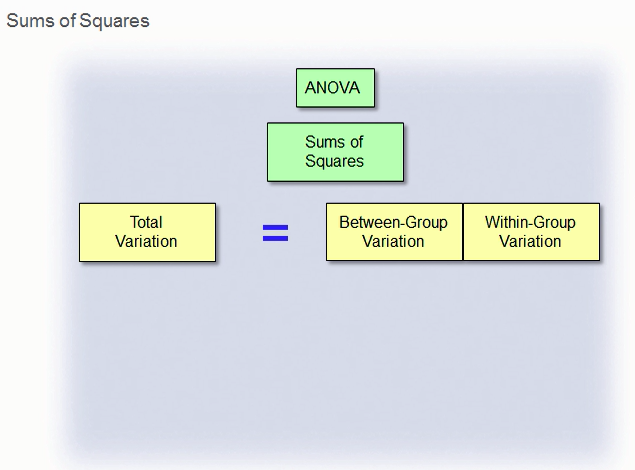 Sums of Squares
ANOVA
Sums of
Squares
Total
Variation
=
Between-Group
Variation
Within-Group
Variation